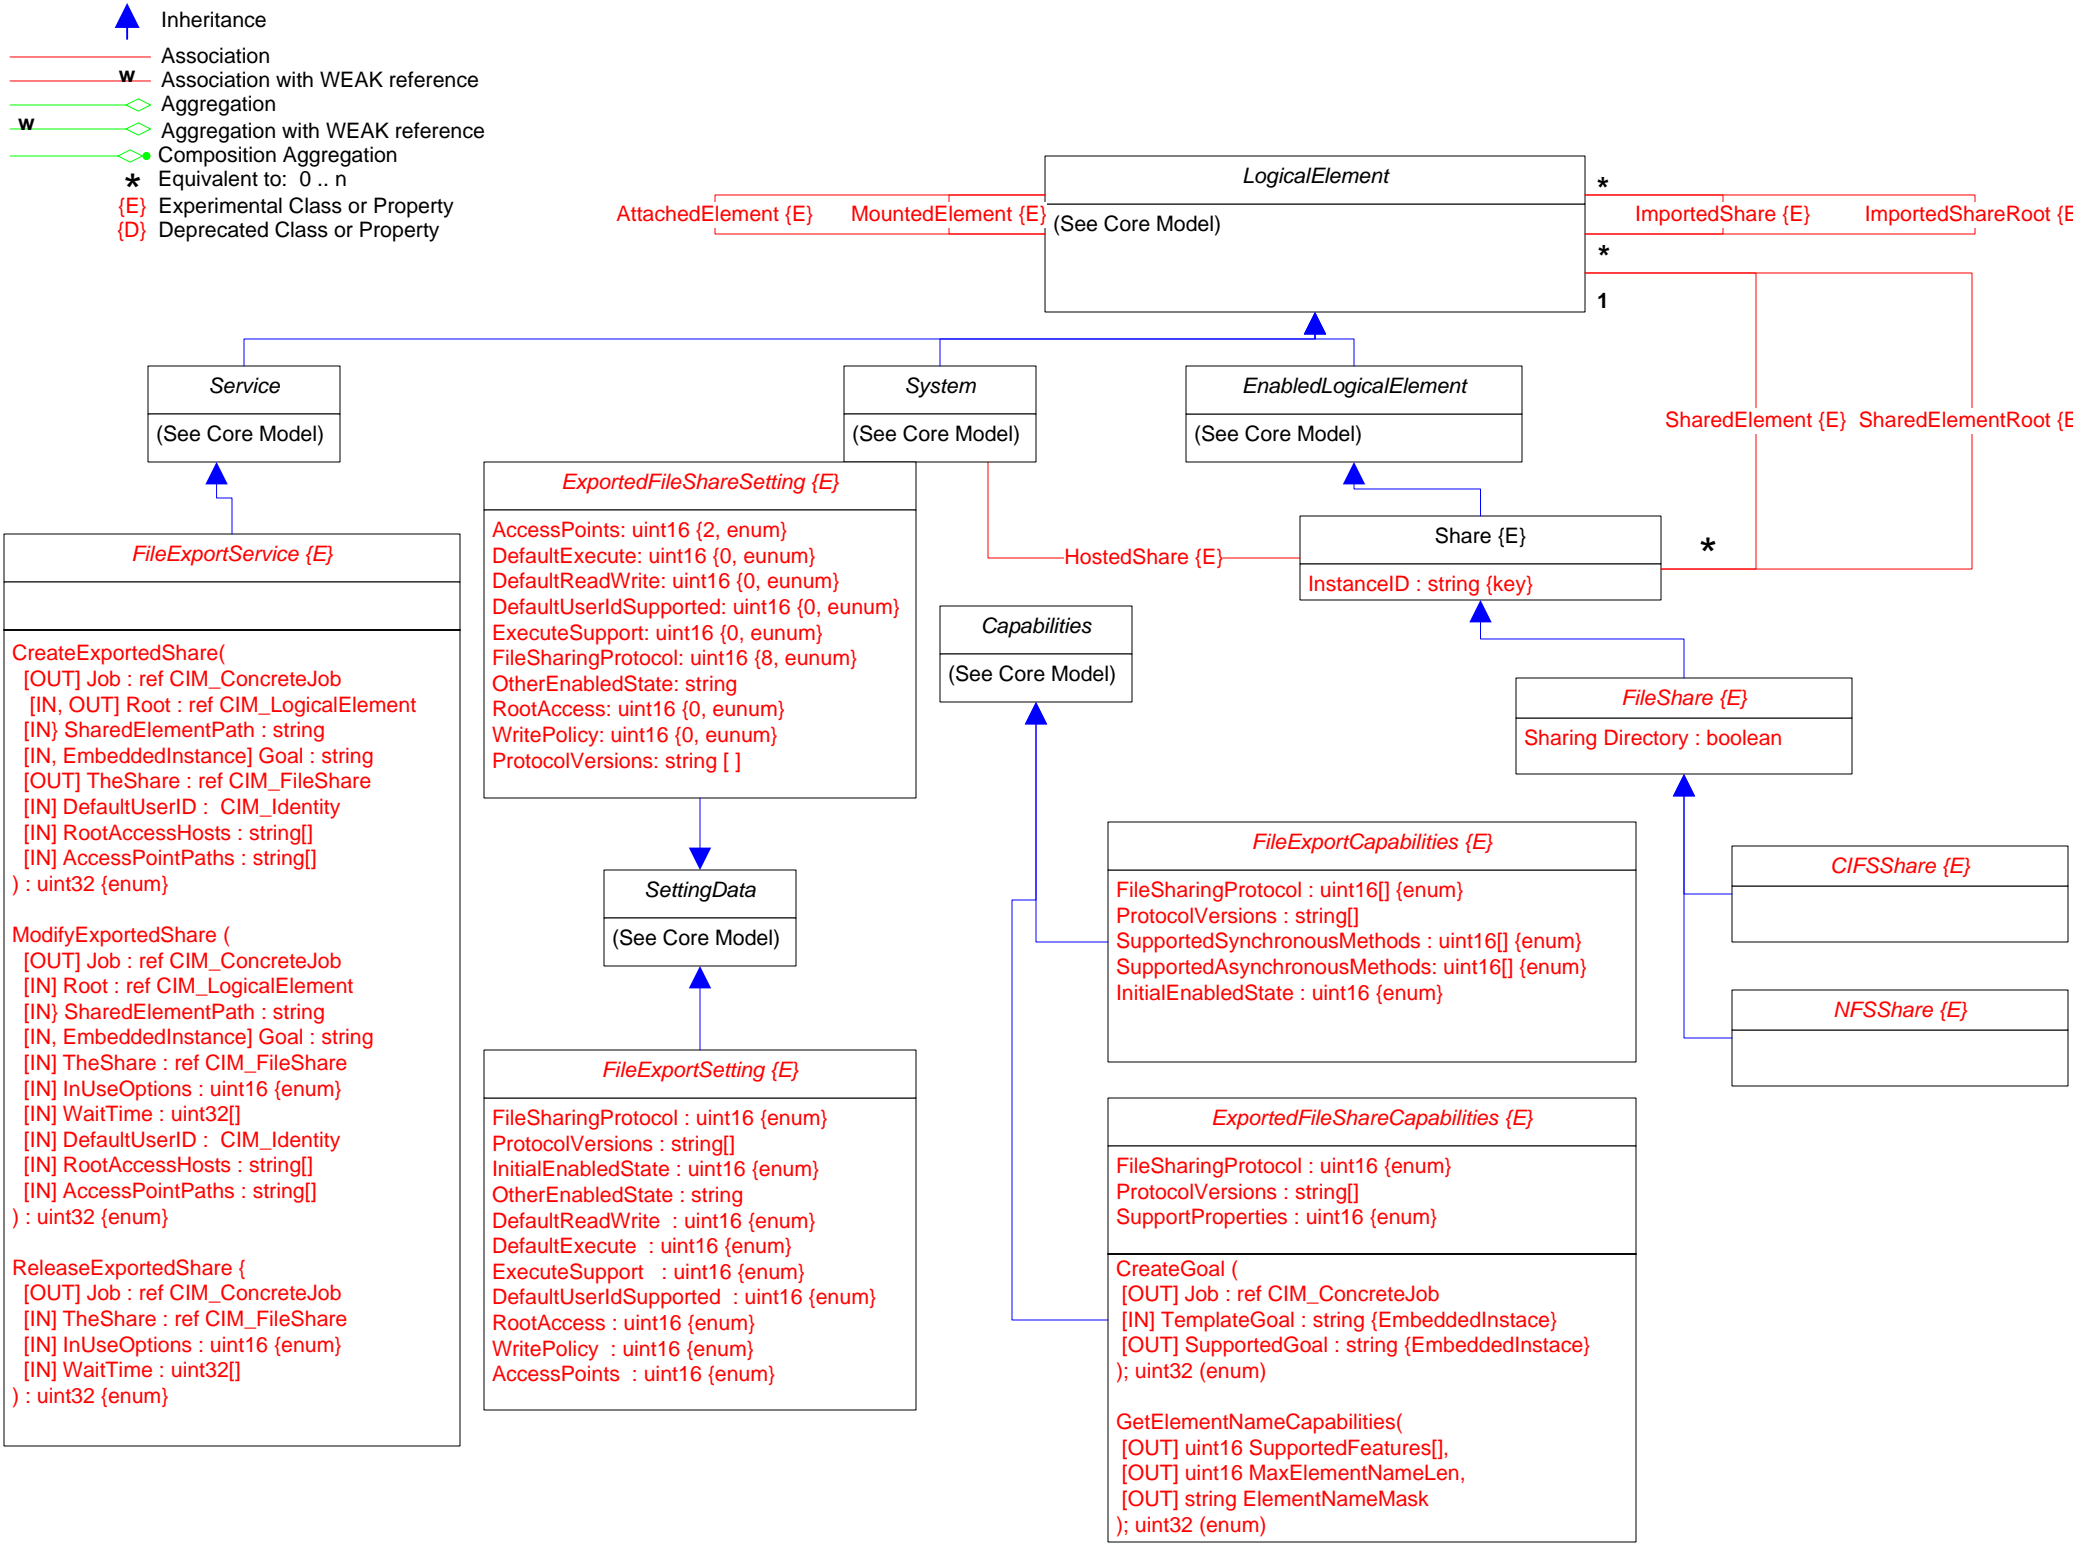 Inheritance
Association
w Association with WEAK reference
Aggregation
w Aggregation with WEAK reference
Composition Aggregation
* Equivalent to: 0 .. n
{E} Experimental Class or Property
{D} Deprecated Class or Property
LogicalElement
(See Core Model)
AttachedElement {E}
MountedElement {E}
*
ImportedShare {E}
ImportedShareRoot {E
*
1
SharedElement {E}
SharedElementRoot {E
Service
(See Core Model)
System
(See Core Model)
EnabledLogicalElement
(See Core Model)
HostedShare {E}
Share {E}
InstanceID : string {key}
*
FileExportService {E}
CreateExportedShare(
[OUT] Job : ref CIM_ConcreteJob
[IN, OUT] Root : ref CIM_LogicalElement
[IN} SharedElementPath : string
[IN, EmbeddedInstance] Goal : string
[OUT] TheShare : ref CIM_FileShare
[IN] DefaultUserID :  CIM_Identity
[IN] RootAccessHosts : string[]
[IN] AccessPointPaths : string[]
) : uint32 {enum}
ModifyExportedShare (
[OUT] Job : ref CIM_ConcreteJob
[IN] Root : ref CIM_LogicalElement
[IN} SharedElementPath : string
[IN, EmbeddedInstance] Goal : string
[IN] TheShare : ref CIM_FileShare
[IN] InUseOptions : uint16 {enum}
[IN] WaitTime : uint32[]
[IN] DefaultUserID :  CIM_Identity
[IN] RootAccessHosts : string[]
[IN] AccessPointPaths : string[]
) : uint32 {enum}
ReleaseExportedShare {
[OUT] Job : ref CIM_ConcreteJob
[IN] TheShare : ref CIM_FileShare
[IN] InUseOptions : uint16 {enum}
[IN] WaitTime : uint32[]
) : uint32 {enum}
ExportedFileShareSetting {E}
AccessPoints: uint16 {2, enum}
DefaultExecute: uint16 {0, eunum}
DefaultReadWrite: uint16 {0, eunum}
DefaultUserIdSupported: uint16 {0, eunum}
ExecuteSupport: uint16 {0, eunum}
FileSharingProtocol: uint16 {8, eunum}
OtherEnabledState: string
RootAccess: uint16 {0, eunum}
WritePolicy: uint16 {0, eunum}
ProtocolVersions: string [ ]
SettingData
(See Core Model)
FileExportSetting {E}
FileSharingProtocol : uint16 {enum}
ProtocolVersions : string[]
InitialEnabledState : uint16 {enum}
OtherEnabledState : string
DefaultReadWrite  : uint16 {enum}
DefaultExecute  : uint16 {enum}
ExecuteSupport   : uint16 {enum}
DefaultUserIdSupported  : uint16 {enum}
RootAccess : uint16 {enum}
WritePolicy  : uint16 {enum}
AccessPoints  : uint16 {enum}
Capabilities
(See Core Model)
FileShare {E}
Sharing Directory : boolean
FileExportCapabilities {E}
FileSharingProtocol : uint16[] {enum}
ProtocolVersions : string[]
SupportedSynchronousMethods : uint16[] {enum}
SupportedAsynchronousMethods: uint16[] {enum}
InitialEnabledState : uint16 {enum}
CIFSShare {E}
NFSShare {E}
ExportedFileShareCapabilities {E}
FileSharingProtocol : uint16 {enum}
ProtocolVersions : string[]
SupportProperties : uint16 {enum}
CreateGoal (
[OUT] Job : ref CIM_ConcreteJob
[IN] TemplateGoal : string {EmbeddedInstace}
[OUT] SupportedGoal : string {EmbeddedInstace}
); uint32 (enum)
GetElementNameCapabilities(
[OUT] uint16 SupportedFeatures[],
[OUT] uint16 MaxElementNameLen,
[OUT] string ElementNameMask
); uint32 (enum)